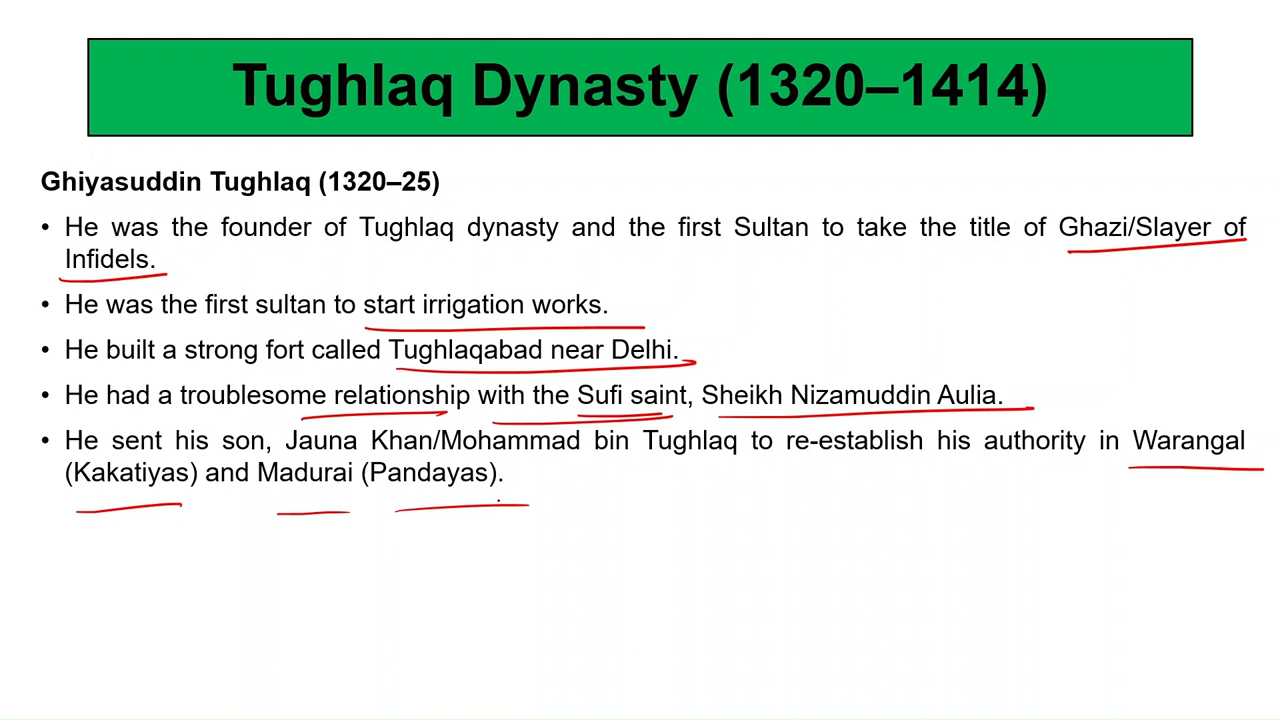 Tughlaq Dynasty (1320–1414)
Ghiyasuddin Tughlaq (1320–25)
• He was the founder of Tughlaq dynasty and the first Sultan to take the title of Ghazi/Slayer of
Infidels.
• He was the first sultan to start irrigation works.
• He built a strong fort called Tughlaqabad near Delhi.
• He had a troublesome relationship with the Sufi saint, Sheikh Nizamuddin Aulia.
• He sent his son, Jauna Khan/Mohammad bin Tughlaq to re-establish his authority in Warangal
(Kakatiyas) and Madurai (Pandayas).